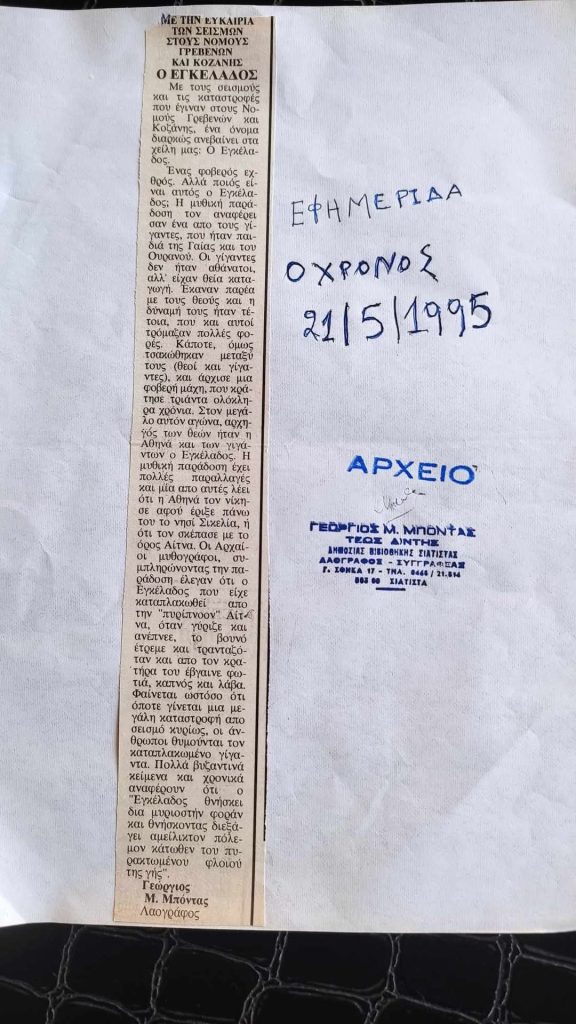 ΜΕ ΤΗΝ ΕΥΚΑΙΡΙΑ
ΤΩΝ ΣΕΙΣΜΩΝ
ΣΤΟΥΣ ΝΟΜΟΥΣ
ΓΡΕΒΕΝΩΝ
ΚΑΙ ΚΟΖΑΝΗΣ
Ο ΕΓΚΕΛΑΔΟΣ
Με τους σεισμούς
και τις καταστροφές
που έγιναν στους Νο-
μούς Γρεβενών και
Κοζάνης, ένα όνομα
διαρκώς ανεβαίνει στα
χείλη μας: Ο Εγκέλα-
δος.
Ένας φοβερός εχ-
θρός. Αλλά ποιός εί-
ναι αυτός ο Εγκέλα-
δος; Η μυθική παρά-
δοση τον αναφέρει
σαν ένα απο τους γί-
γαντες, που ήταν παι-
διά της Γαίας και του
Ουρανού. Οι γίγαντες
δεν ήταν αθάνατοι,
αλλ' είχαν θεία κατα-
γωγή. Έκαναν παρέα
με τους θεούς και η
δύναμή τους ήταν τέ-
τοια, που και αυτοί
τρόμαζαν πολλές φο-
ρές. Κάποτε, όμως
τσακώθηκαν μεταξύ
τους (θεοί και γίγα-
ντες), και άρχισε μια
φοβερή μάχη, που κρά-
τησε τριάντα ολόκλη-
ρα χρόνια. Στον μεγά-
λο αυτόν αγώνα, αρχη-
γός των θεών ήταν η
Αθηνά και των γιγά-
ντων ο Εγκέλαδος. Η
μυθική παράδοση έχει
πολλές παραλλαγές
και μία απο αυτές λέει
ότι η Αθηνά τον νίκη-
σε αφού έριξε πάνω
του το νησί Σικελία, ή
ότι τον σκέπασε με το
όρος Αίτνα. Οι Αρχαί-
οι μυθογράφοι, συ-
μπληρώνοντας την πα-
ράδοση έλεγαν ότι ο
Εγκέλαδος που είχε
καταπλακωθεί απο
την "πυρίπνοον" Αίτ-
να, όταν γύριζε και
ανέπνεε, το βουνό
έτρεμε και τρανταζό-
ταν και απο τον κρα-
τήρα του έβγαινε φω-
τιά, καπνός και λάβα.
Φαίνεται ωστόσο ότι
όποτε γίνεται μια με-
γάλη καταστροφή απο
σεισμό κυρίως, οι άν-
θρωποι θυμούνται τον
καταπλακωμένο γίγα-
ντα. Πολλά βυζαντινά
κείμενα και χρονικά
αναφέρουν ότι ο
"Εγκέλαδος θνήσκει
δια μυριοστήν φοράν
και θνήσκοντας διεξά-
γει αμείλικτον πόλε-
μον κάτωθεν του πυ-
ρακτωμένου φλοιού
της γής".
Γεώργιος
Μ. Μπόντας
Λαογράφος
ΕΦΗΜΕΡΙΔΑ
Ο ΧΡΟΝΟΣ
21/5/1995
ΑΡΧΕΙΟ
ΓΕΩΡΓΙΟΣ Μ. ΜΠΟΝΤΑΣ
ΤΕΩΣ Δ/ΝΤΗΣ
ΔΗΜΟΣΙΑΣ ΒΙΒΛΙΟΘΗΚΗΣ ΣΙΑΤΙΣΤΑΣ
ΛΑΟΓΡΑΦΟΣ - ΣΥΓΓΡΑΦΕΑΣ
Γ. ΣΟΝΚΑ 17 - ΤΗΛ. 0465 / 21.514
503 00 ΣΙΑΤΙΣΤΑ